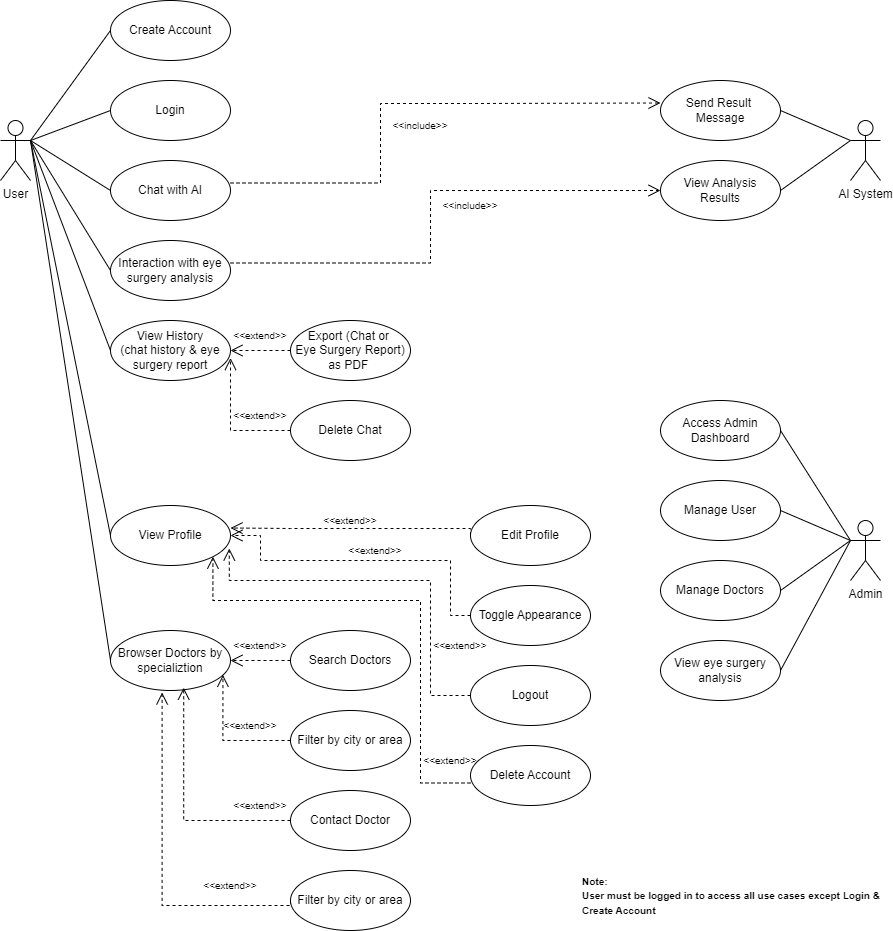 Create Account
Login
User
Chat with AI
Interaction with eye
surgery analysis
<<include>>
<<include>>
Send Result
Message
View Analysis
Results
AI System
View History
(chat history & eye
surgery report
<<extend>>
Export (Chat or
Eye Surgery Report)
as PDF
<<extend>>
Delete Chat
View Profile
<<extend>>
Edit Profile
<<extend>>
Toggle Appearance
<<extend>>
Logout
<<extend>>
Delete Account
Browser Doctors by
specializtion
<<extend>>
Search Doctors
<<extend>>
Filter by city or area
<<extend>>
Contact Doctor
<<extend>>
Filter by city or area
Access Admin
Dashboard
Manage User
Manage Doctors
View eye surgery
analysis
Admin
Note:
User must be logged in to access all use cases except Login &
Create Account